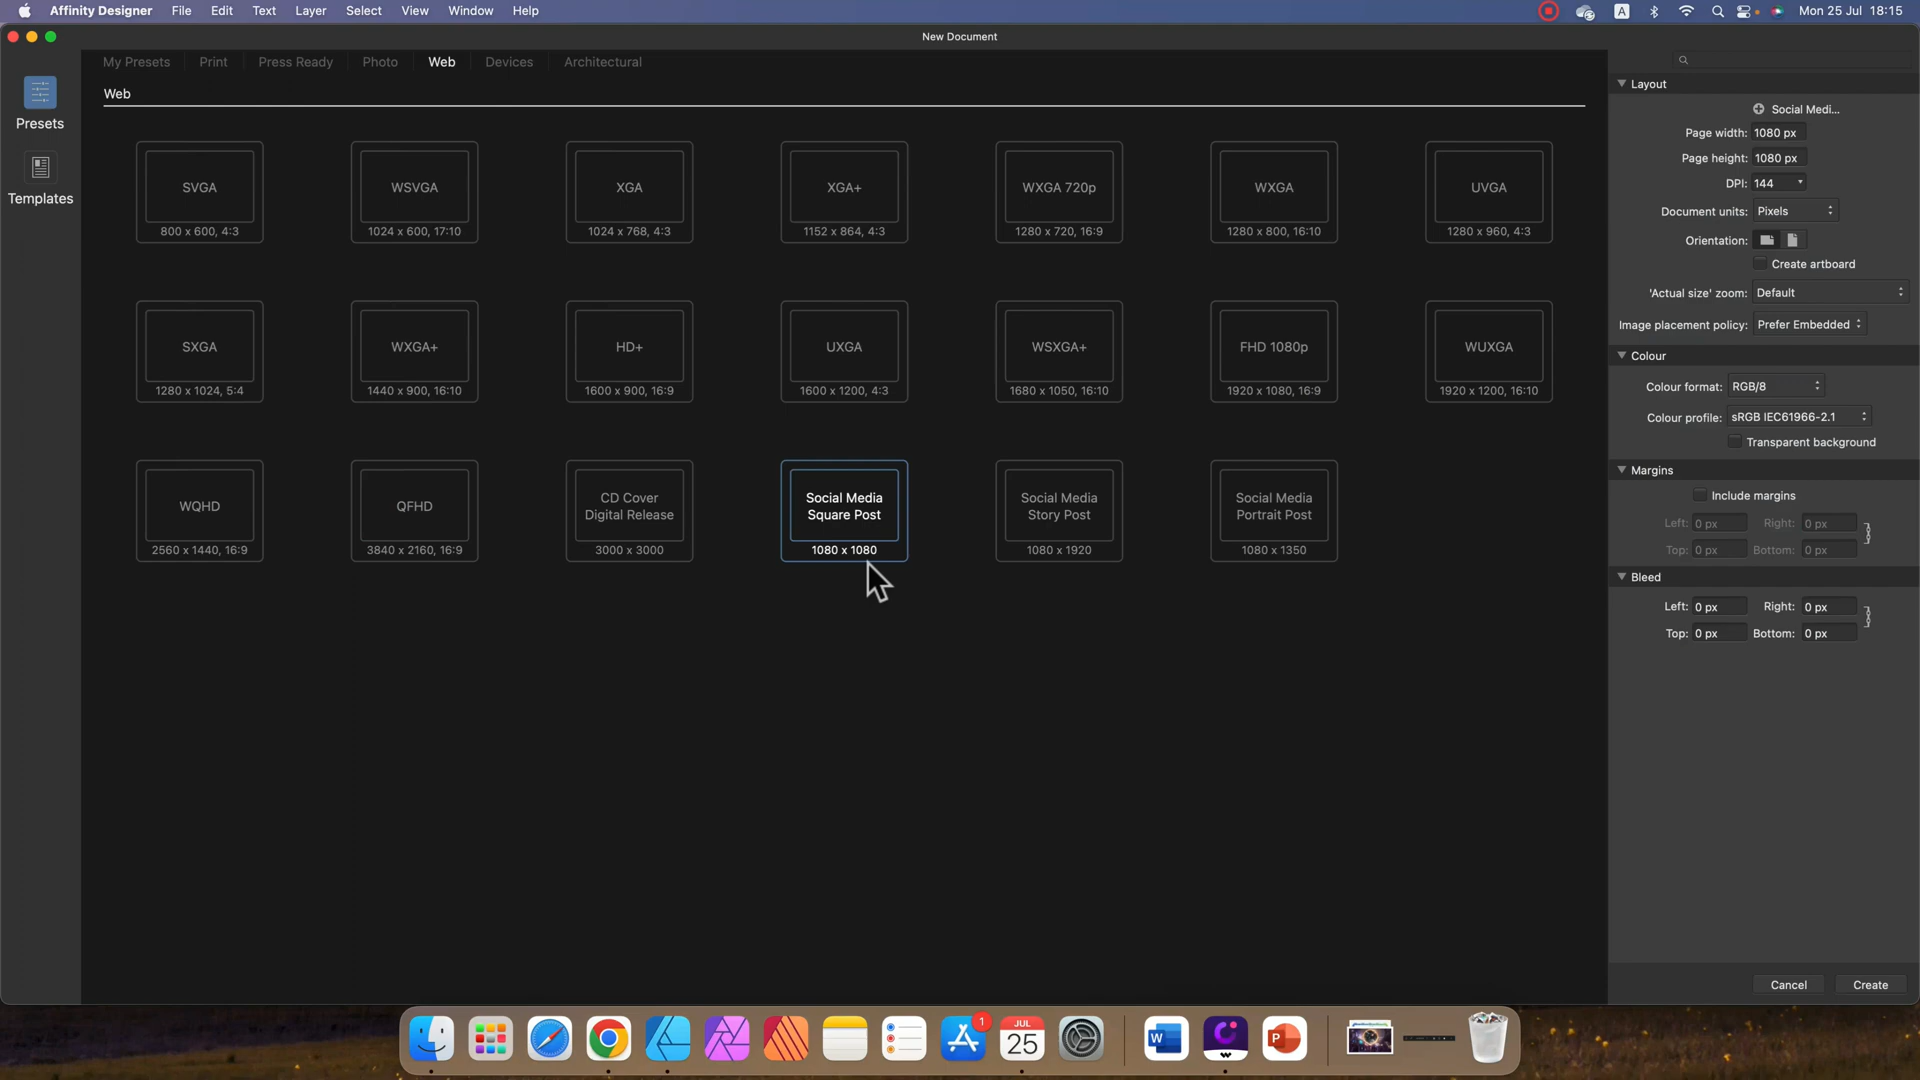 Affinity Designer File Edit Text Layer Select View Window Help A Mon 25 Jul 18:15
New Document
My Presets Print Press Ready Photo Web Devices Architectural
Web
Presets
Templates
SVGA
800 x 600, 4:3
WSVGA
1024 x 600, 17:10
XGA
1024 x 768, 4:3
XGA+
1152 x 864, 4:3
WXGA 720p
1280 x 720, 16:9
WXGA
1280 x 800, 16:10
UVGA
1280 x 960, 4:3
SXGA
1280 x 1024, 5:4
WXGA+
1440 x 900, 16:10
HD+
1600 x 900, 16:9
UXGA
1600 x 1200, 4:3
WSXGA+
1680 x 1050, 16:10
FHD 1080p
1920 x 1080, 16:9
WUXGA
1920 x 1200, 16:10
WQHD
2560 x 1440, 16:9
QFHD
3840 x 2160, 16:9
CD Cover
Digital Release
3000 x 3000
Social Media
Square Post
1080 x 1080
Social Media
Story Post
1080 x 1920
Social Media
Portrait Post
1080 x 1350
Layout
Social Medi...
Page width: 1080 px
Page height: 1080 px
DPI: 144
Document units: Pixels
Orientation:
Create artboard
'Actual size' zoom: Default
Image placement policy: Prefer Embedded
Colour
Colour format: RGB/8
Colour profile: sRGB IEC61966-2.1
Transparent background
Margins
Include margins
Left: 0 px Right: 0 px
Top: 0 px Bottom: 0 px
Bleed
Left: 0 px Right: 0 px
Top: 0 px Bottom: 0 px
Cancel Create
1
JUL
25
W
P